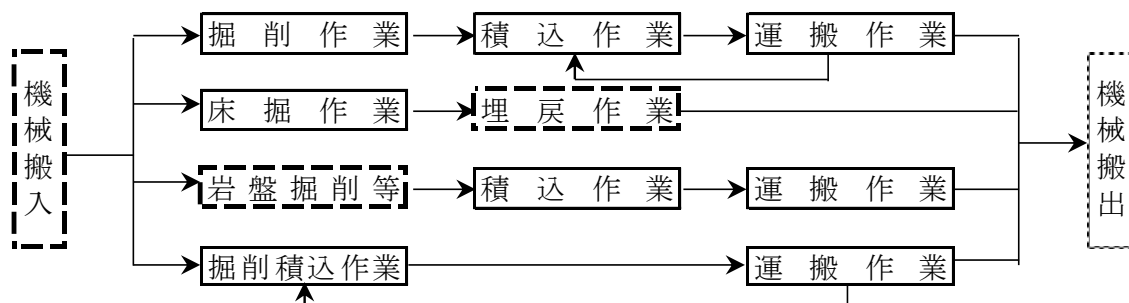 機械搬入
掘削作業
積込作業
運搬作業
床掘作業
埋戻作業
岩盤掘削等
積込作業
運搬作業
掘削積込作業
運搬作業
機械搬出